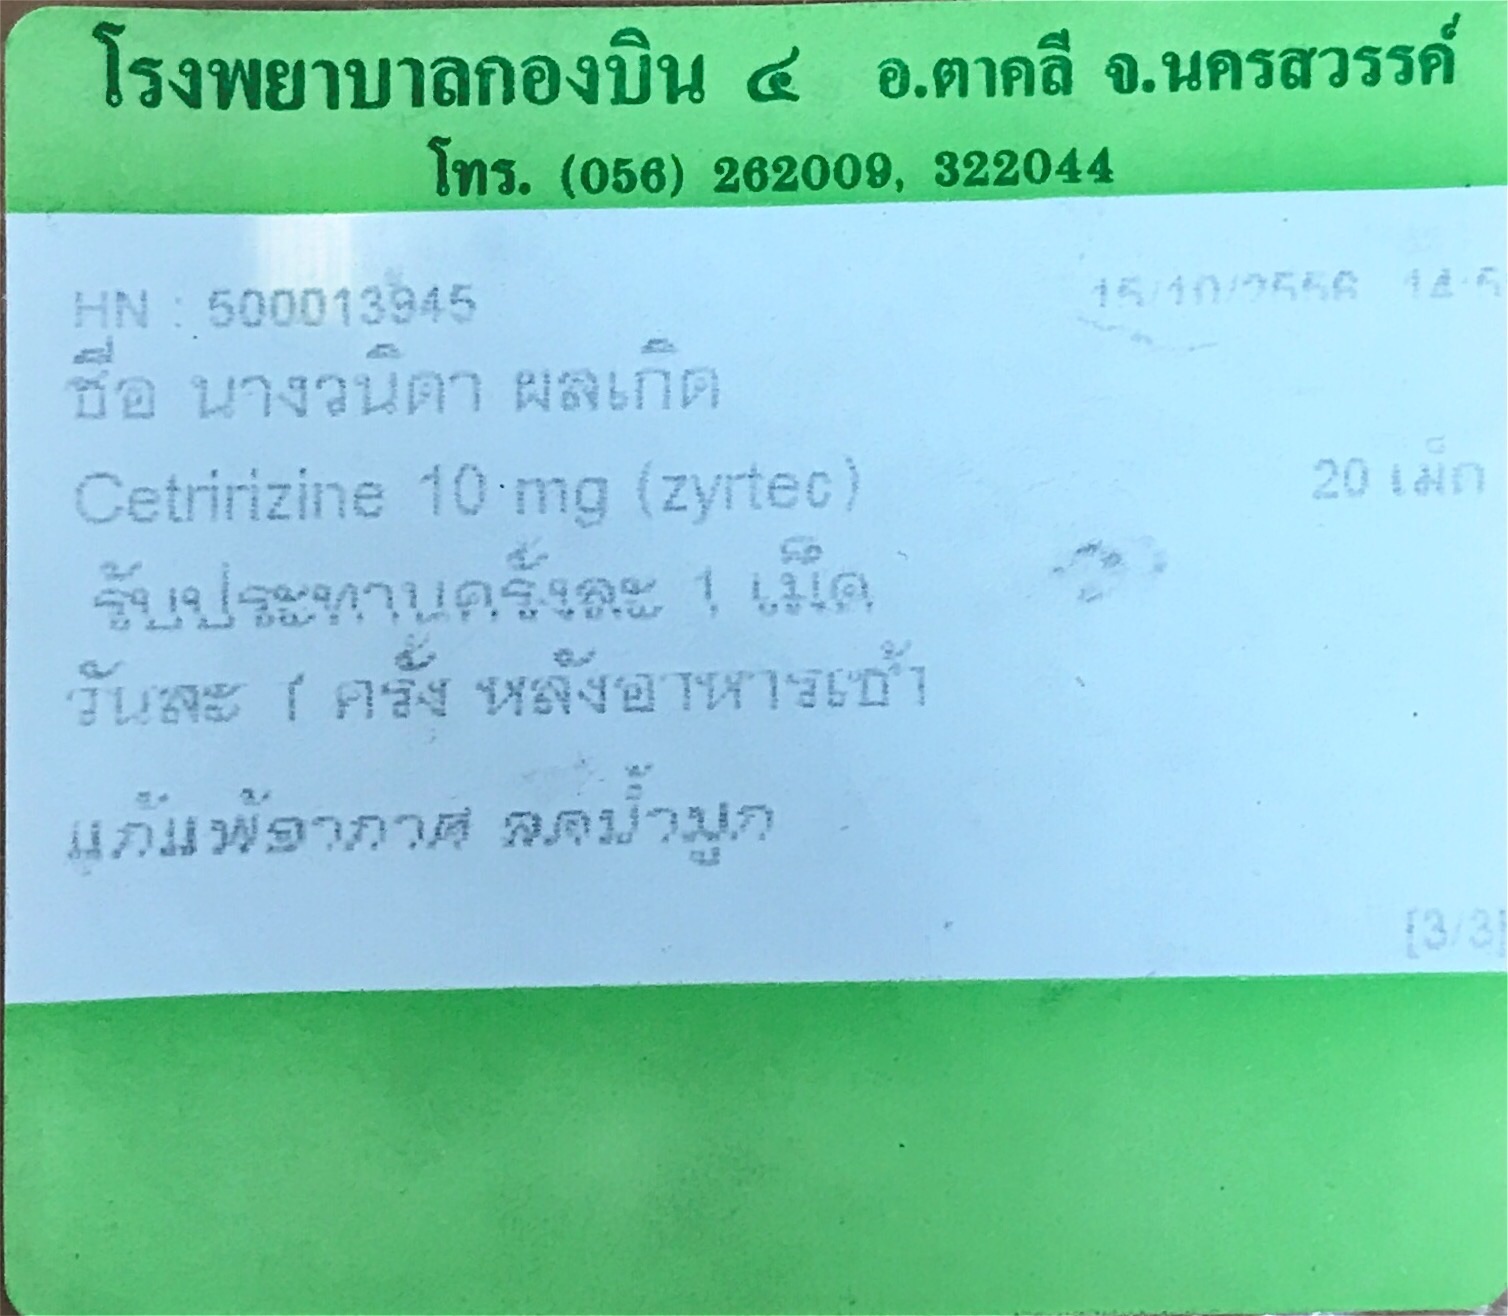 โรงพยาบาลกองบิน ๔ อ.ตาคลี จ.นครสวรรค์
โทร. (056) 262009, 322044
HN : 500013945 15/10/2556
ชื่อ นางวนิดา ผลเกิด
Cetririzine 10 mg (zyrtec) 20 เม็ด
รับประทานครั้งละ 1 เม็ด
วันละ 1 ครั้ง หลังอาหารเช้า
แก้แพ้อากาศ ลดน้ำมูก
[3/3]